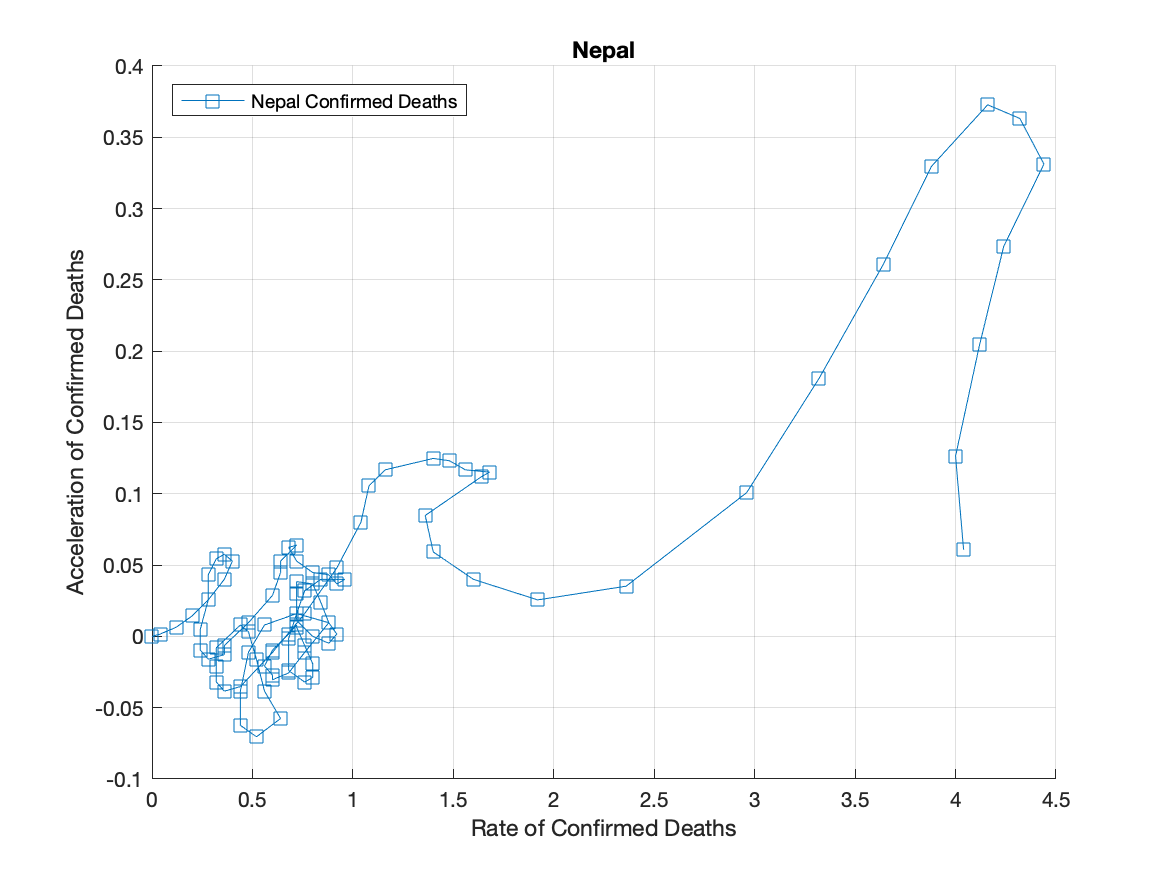 Nepal
Nepal Confirmed Deaths
0.4
0.35
0.3
0.25
0.2
0.15
0.1
0.05
0
-0.05
-0.1
Acceleration of Confirmed Deaths
0 0.5 1 1.5 2 2.5 3 3.5 4 4.5
Rate of Confirmed Deaths